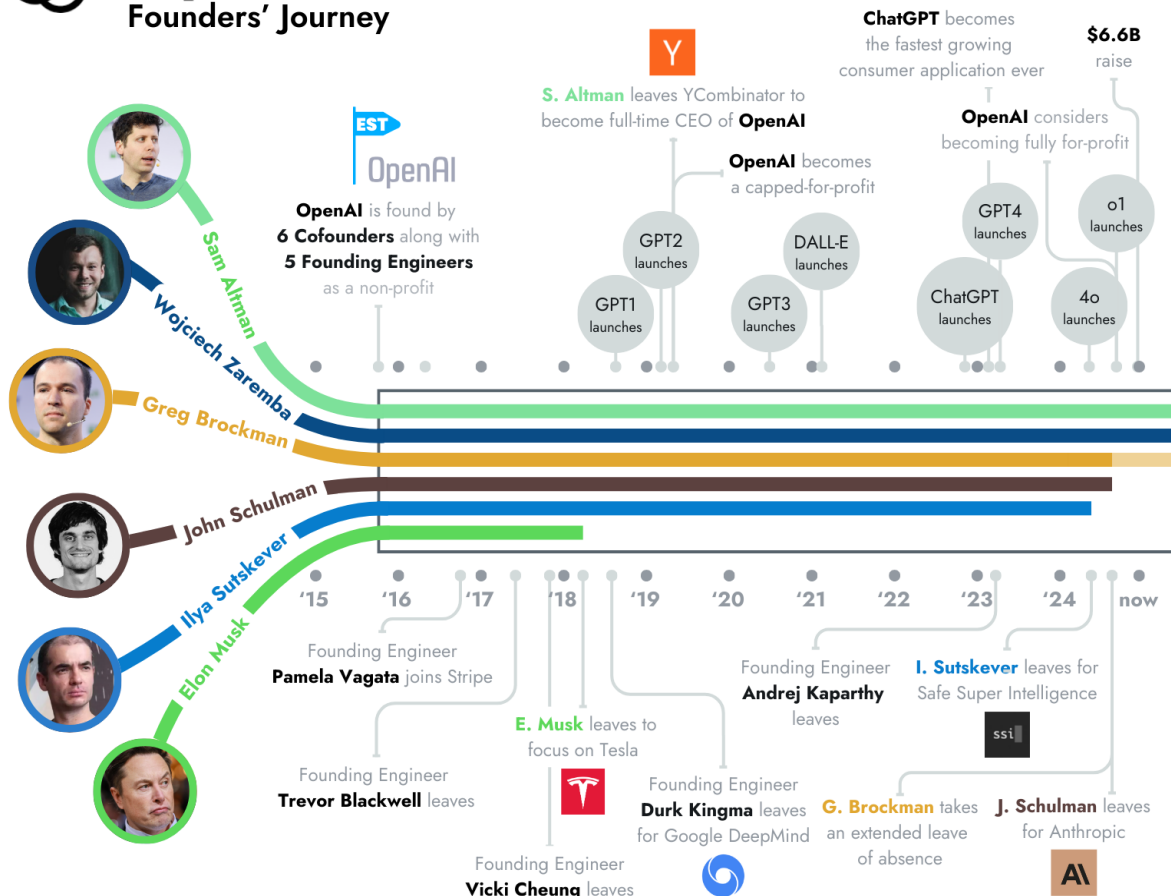 Founders’ Journey
ChatGPT becomes
the fastest growing
consumer application ever
$6.6B
raise
Y
S. Altman leaves YCombinator to
become full-time CEO of OpenAI
OpenAI considers
becoming fully for-profit
EST
OpenAI
OpenAI becomes
a capped-for-profit
OpenAI is found by
6 Cofounders along with
5 Founding Engineers
as a non-profit
GPT1
launches
GPT2
launches
GPT3
launches
DALL-E
launches
ChatGPT
launches
GPT4
launches
4o
launches
o1
launches
Sam Altman
Wojciech Zaremba
Greg Brockman
John Schulman
Ilya Sutskever
Elon Musk
‘15 ‘16 ‘17 ‘18 ‘19 ‘20 ‘21 ‘22 ‘23 ‘24 now
Founding Engineer
Pamela Vagata joins Stripe
Founding Engineer
Trevor Blackwell leaves
E. Musk leaves to
focus on Tesla
Founding Engineer
Vicki Cheung leaves
Founding Engineer
Durk Kingma leaves
for Google DeepMind
Founding Engineer
Andrej Kaparthy
leaves
I. Sutskever leaves for
Safe Super Intelligence
ssi
G. Brockman takes
an extended leave
of absence
J. Schulman leaves
for Anthropic
A\